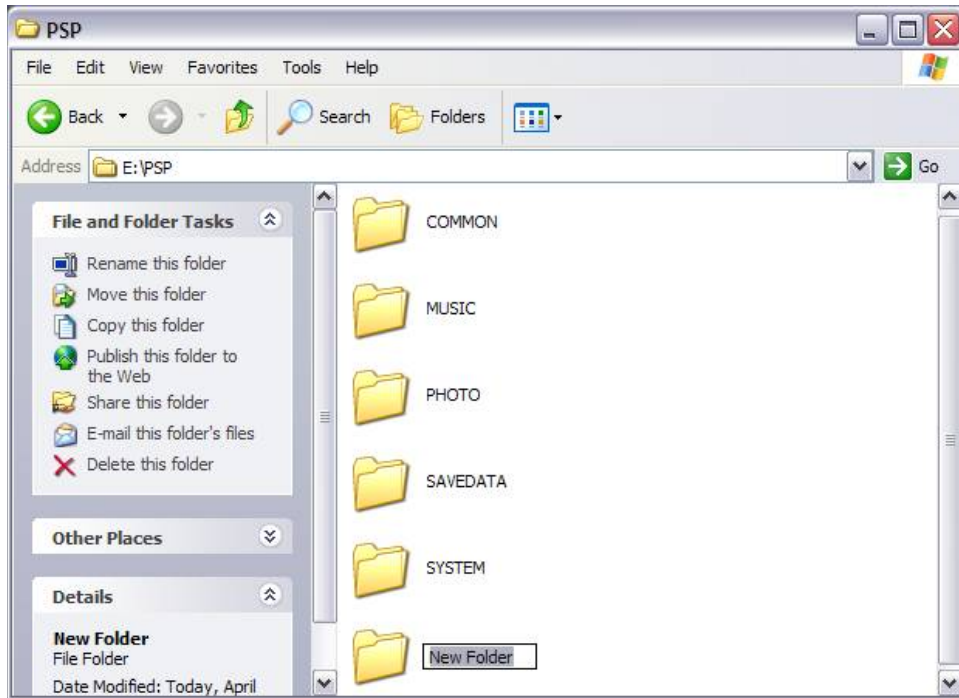 PSP
File Edit View Favorites Tools Help
Back Search Folders
Address E:\PSP Go
File and Folder Tasks
Rename this folder
Move this folder
Copy this folder
Publish this folder to
the Web
Share this folder
E-mail this folder's files
Delete this folder
Other Places
Details
New Folder
File Folder
Date Modified: Today, April
COMMON
MUSIC
PHOTO
SAVEDATA
SYSTEM
New Folder